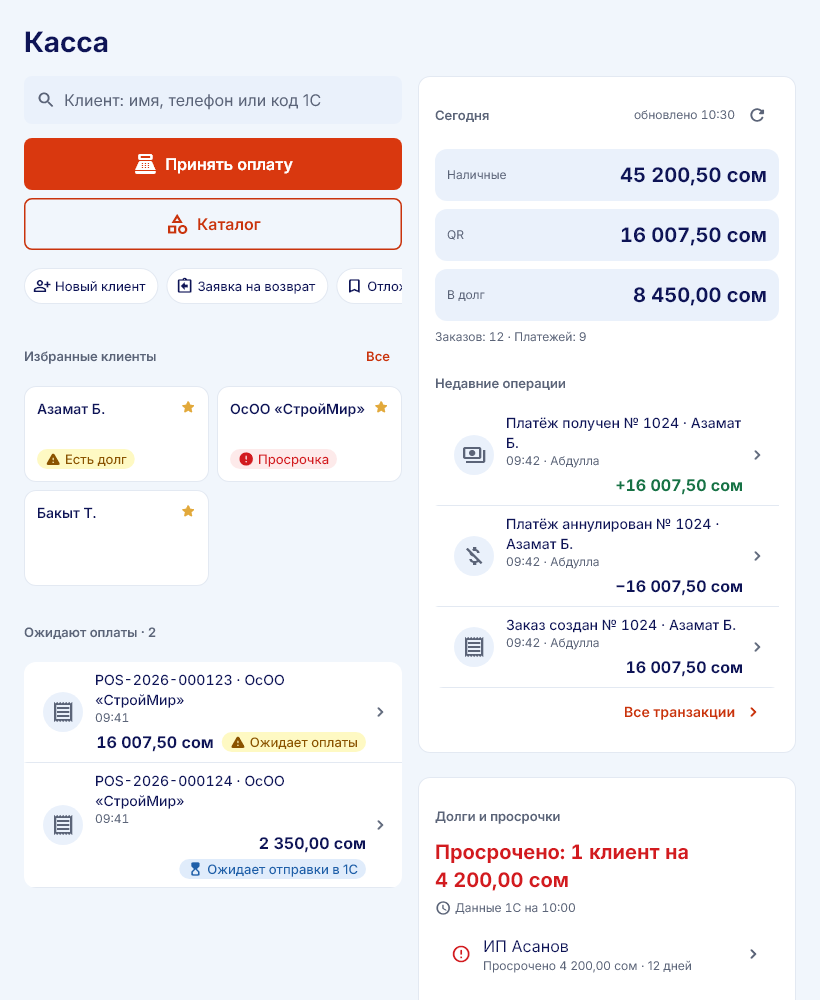 Касса
Клиент: имя, телефон или код 1С
Принять оплату
Каталог
Новый клиент
Заявка на возврат
Избранные клиенты
Все
Азамат Б.
Есть долг
ОсОО «СтройМир»
Просрочка
Бакыт Т.
Ожидают оплаты · 2
POS-2026-000123 · ОсОО
«СтройМир»
09:41
16 007,50 сом
Ожидает оплаты
POS-2026-000124 · ОсОО
«СтройМир»
09:41
2 350,00 сом
Ожидает отправки в 1С
Сегодня
обновлено 10:30
Наличные
45 200,50 сом
QR
16 007,50 сом
В долг
8 450,00 сом
Заказов: 12 · Платежей: 9
Недавние операции
Платёж получен № 1024 · Азамат
Б.
09:42 · Абдулла
+16 007,50 сом
Платёж аннулирован № 1024 ·
Азамат Б.
09:42 · Абдулла
−16 007,50 сом
Заказ создан № 1024 · Азамат Б.
09:42 · Абдулла
16 007,50 сом
Все транзакции
Долги и просрочки
Просрочено: 1 клиент на
4 200,00 сом
Данные 1С на 10:00
ИП Асанов
Просрочено 4 200,00 сом · 12 дней